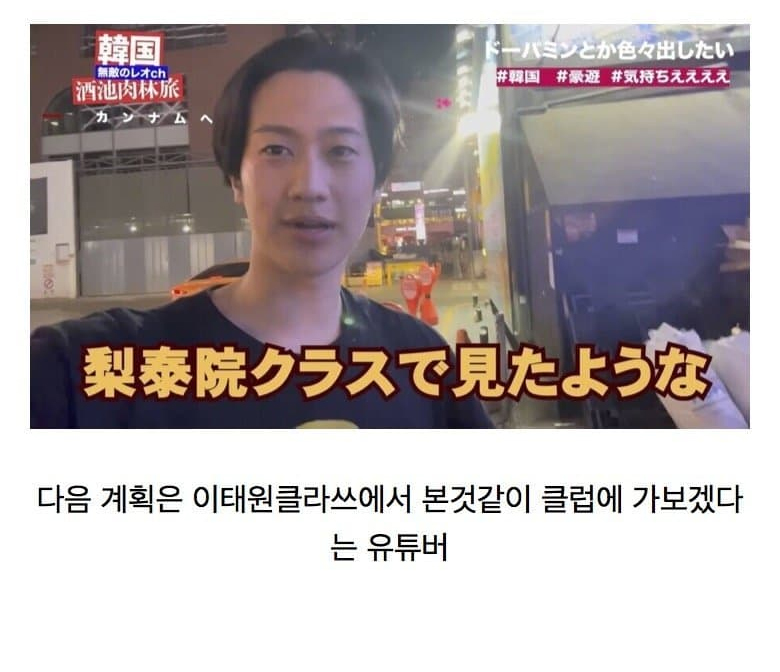 韓国
無敵のレオch
酒池肉林旅
カンナムへ
ドーパミンとか色々出したい
#韓国 #豪遊 #気持ちええええ
梨泰院クラスで見たような
다음 계획은 이태원클라쓰에서 본것같이 클럽에 가보겠다
는 유튜버